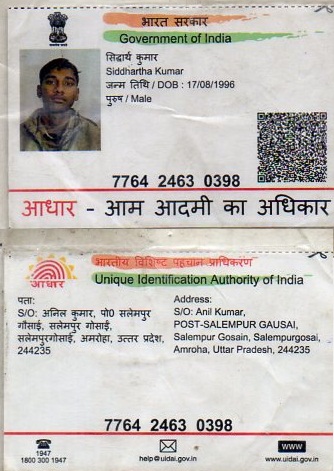 भारत सरकार
Government of India
सिद्धार्थ कुमार
Siddhartha Kumar
जन्म तिथि / DOB : 17/08/1996
पुरुष / Male
7764 2463 0398
आधार - आम आदमी का अधिकार
भारतीय विशिष्ट पहचान प्राधिकरण
Unique Identification Authority of India
आधार
पता:
S/O: अनिल कुमार, पो0 सलेमपुर
गौसाई, सलेमपुर गोसाई,
सलेमपुरगोसाई, अमरोहा, उत्तर प्रदेश,
244235
Address:
S/O: Anil Kumar,
POST-SALEMPUR GAUSAI,
Salempur Gosain, Salempurgosai,
Amroha, Uttar Pradesh, 244235
7764 2463 0398
1947
1800 300 1947
help@uidai.gov.in
www
www.uidai.gov.in